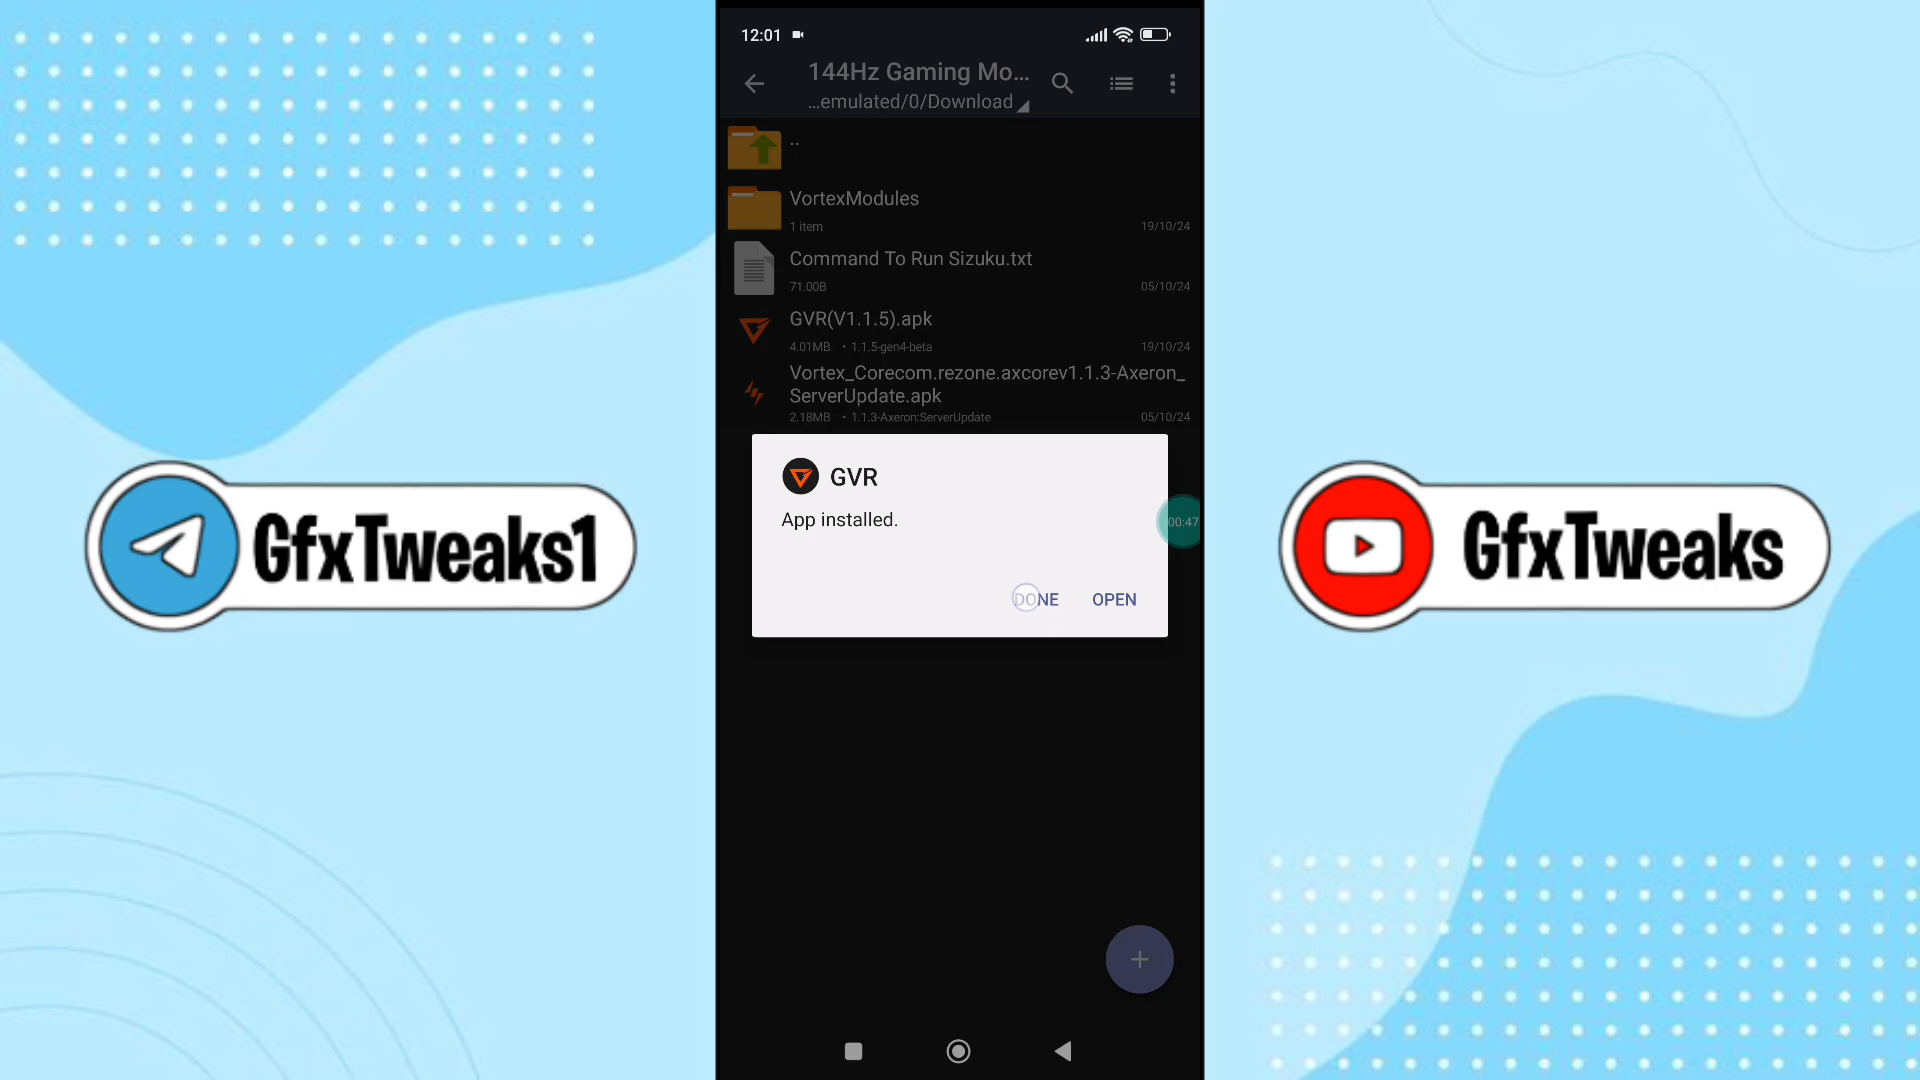 12:01
144Hz Gaming Mo...
...emulated/0/Download
..
VortexModules
1 item
19/10/24
Command To Run Sizuku.txt
71.00B
05/10/24
GVR(V1.1.5).apk
4.01MB • 1.1.5-gen4-beta
19/10/24
Vortex_Corecom.rezone.axcorev1.1.3-Axeron_
ServerUpdate.apk
2.18MB • 1.1.3-Axeron:ServerUpdate
05/10/24
GVR
App installed.
00:47
DONE
OPEN
GfxTweaks1
GfxTweaks